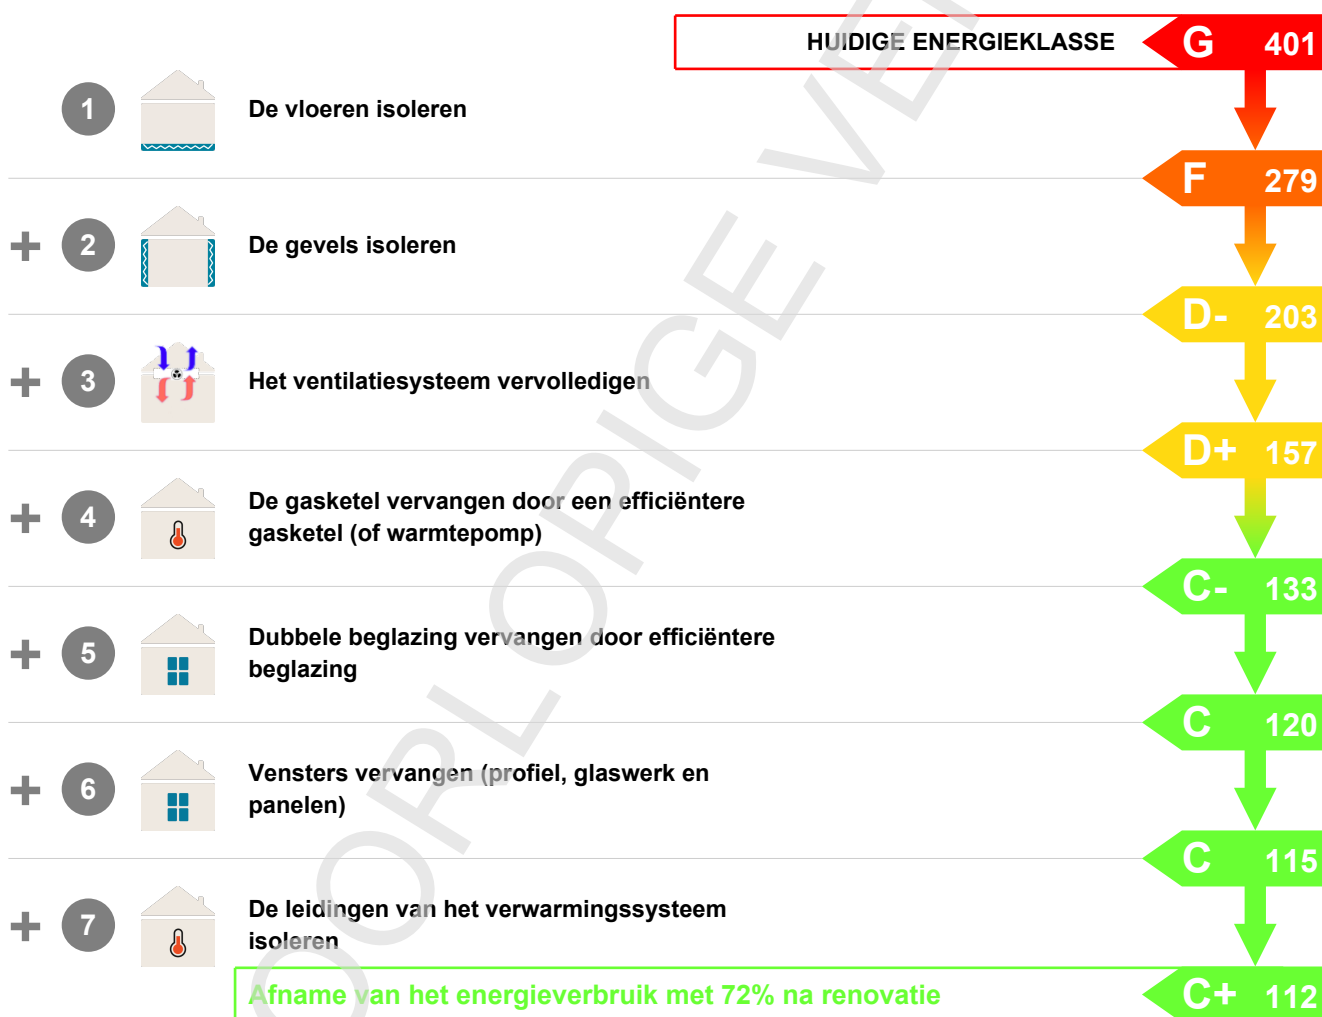 HUIDIGE ENERGIEKLASSE G 401
1 De vloeren isoleren
F 279
+ 2 De gevels isoleren
D- 203
+ 3 Het ventilatiesysteem vervolledigen
D+ 157
+ 4 De gasketel vervangen door een efficiëntere
gasketel (of warmtepomp)
C- 133
+ 5 Dubbele beglazing vervangen door efficiëntere
beglazing
C 120
+ 6 Vensters vervangen (profiel, glaswerk en
panelen)
C 115
+ 7 De leidingen van het verwarmingssysteem
isoleren
Afname van het energieverbruik met 72% na renovatie C+ 112